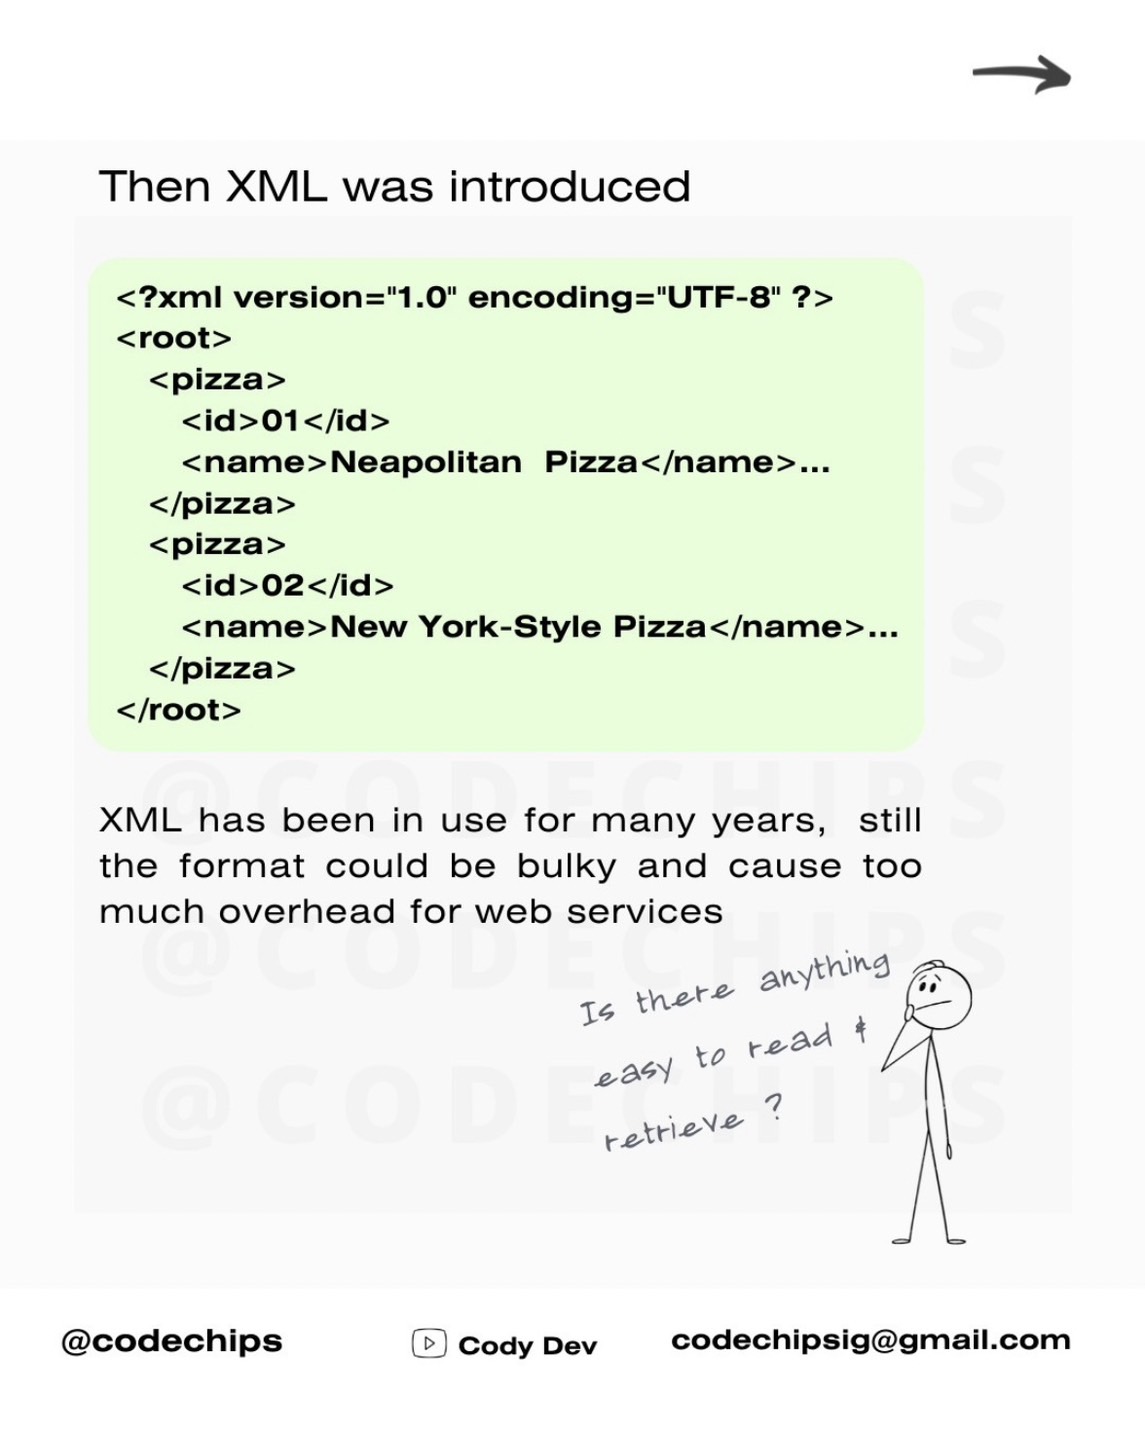 Then XML was introduced
<?xml version="1.0" encoding="UTF-8" ?>
<root>
<pizza>
<id>01</id>
<name>Neapolitan  Pizza</name>...
</pizza>
<pizza>
<id>02</id>
<name>New York-Style Pizza</name>...
</pizza>
</root>
XML has been in use for many years,  still
the format could be bulky and cause too
much overhead for web services
Is there anything
easy to read &
retrieve ?
@CODECHIPS
@CODECHIPS
@CODECHIPS
@codechips
Cody Dev
codechipsig@gmail.com